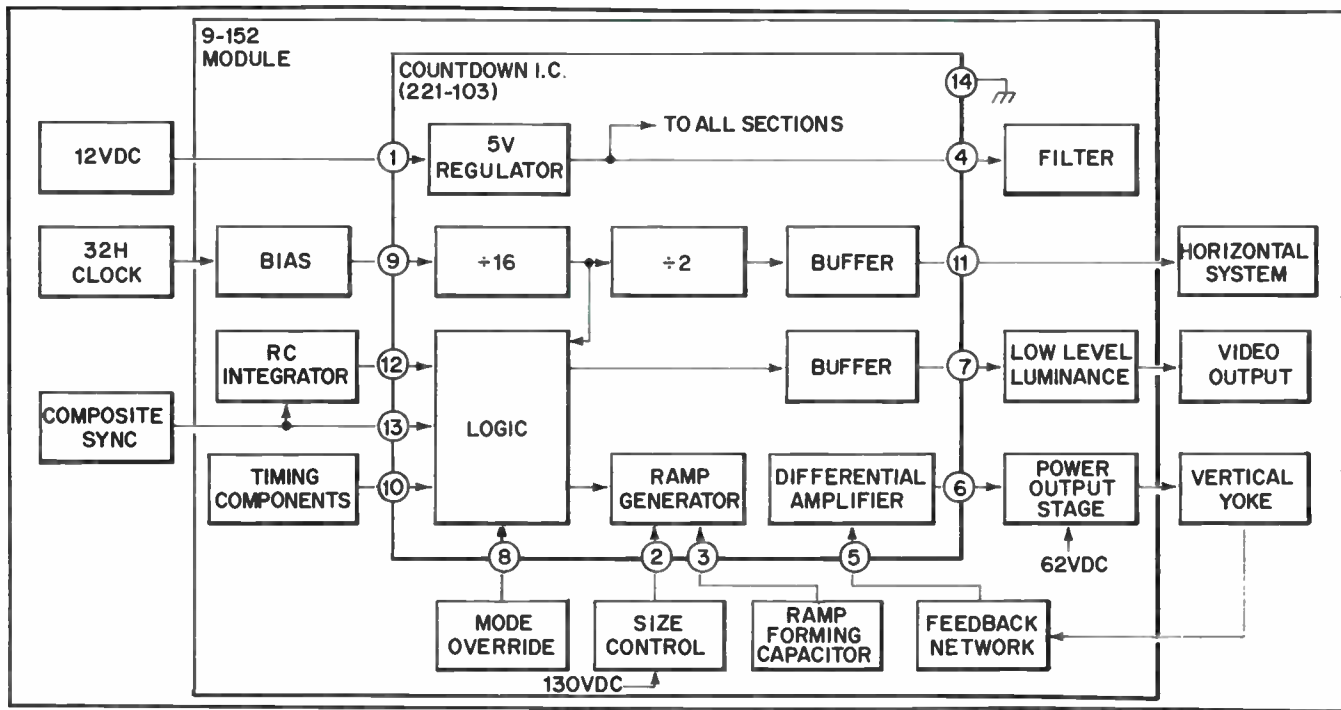 9-152
MODULE
COUNTDOWN I.C.
(221-103)
14
12VDC
1
5V
REGULATOR
TO ALL SECTIONS
4
FILTER
32H
CLOCK
BIAS
9
÷16
÷2
BUFFER
11
HORIZONTAL
SYSTEM
RC
INTEGRATOR
12
LOGIC
BUFFER
7
LOW LEVEL
LUMINANCE
VIDEO
OUTPUT
COMPOSITE
SYNC
13
TIMING
COMPONENTS
10
RAMP
GENERATOR
DIFFERENTIAL
AMPLIFIER
6
POWER
OUTPUT
STAGE
VERTICAL
YOKE
8
2
3
5
62VDC
MODE
OVERRIDE
SIZE
CONTROL
RAMP
FORMING
CAPACITOR
FEEDBACK
NETWORK
130VDC